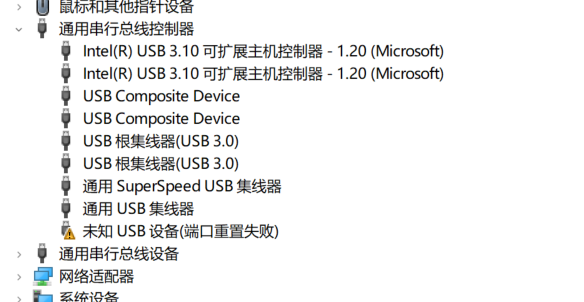 鼠标和其他指针设备
通用串行总线控制器
Intel(R) USB 3.10 可扩展主机控制器 - 1.20 (Microsoft)
Intel(R) USB 3.10 可扩展主机控制器 - 1.20 (Microsoft)
USB Composite Device
USB Composite Device
USB 根集线器(USB 3.0)
USB 根集线器(USB 3.0)
通用 SuperSpeed USB 集线器
通用 USB 集线器
未知 USB 设备(端口重置失败)
通用串行总线设备
网络适配器
系统设备